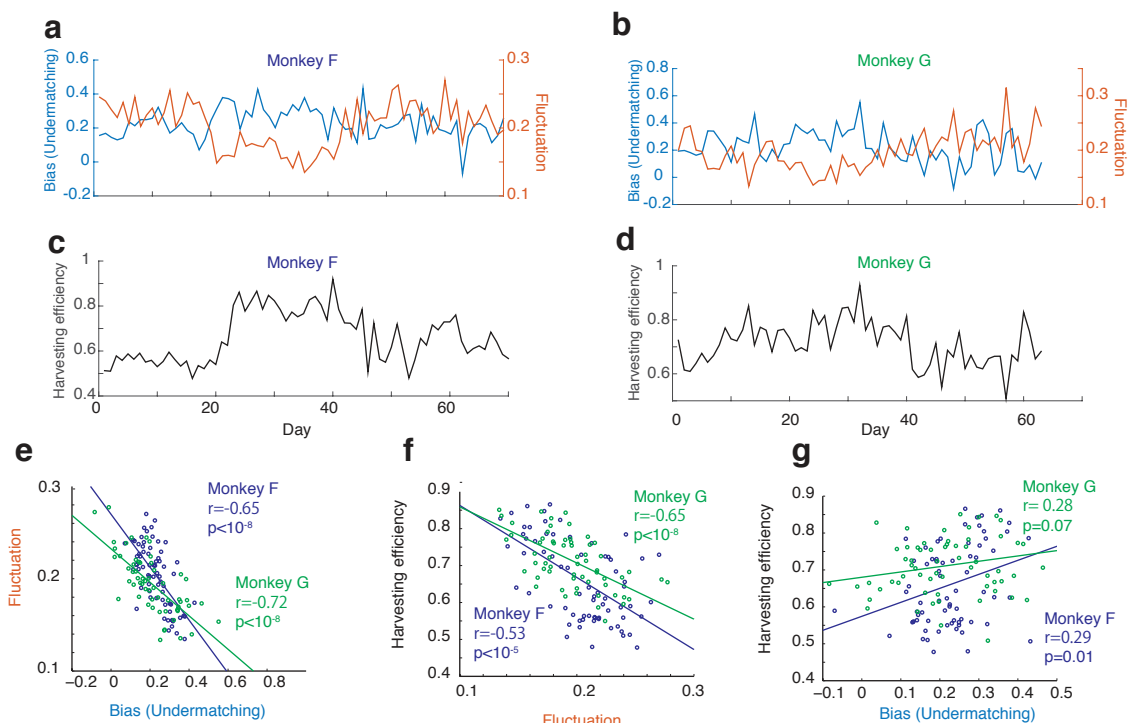 a
Monkey F
Bias (Undermatching)
0.6
0.4
0.2
0
-0.2
0.3
0.2
0.1
Fluctuation
b
Monkey G
Bias (Undermatching)
0.8
0.6
0.4
0.2
0
-0.2
0.3
0.2
0.1
Fluctuation
c
Monkey F
Harvesting efficiency
1
0.8
0.6
0.4
0
20
40
60
Day
d
Monkey G
Harvesting efficiency
1
0.8
0.6
0
20
40
60
Day
e
Fluctuation
0.3
0.2
0.1
Monkey F
r=-0.65
p<10-8
Monkey G
r=-0.72
p<10-8
−0.2 0 0.2 0.4 0.6 0.8
Bias (Undermatching)
f
Harvesting efficiency
0.9
0.8
0.7
0.6
0.5
0.4
Monkey G
r=-0.65
p<10-8
Monkey F
r=-0.53
p<10-5
0.1 0.2 0.3
Fluctuation
g
Harvesting efficiency
0.9
0.8
0.7
0.6
0.5
0.4
Monkey G
r= 0.28
p=0.07
Monkey F
r=0.29
p=0.01
−0.1 0 0.1 0.2 0.3 0.4 0.5
Bias (Undermatching)